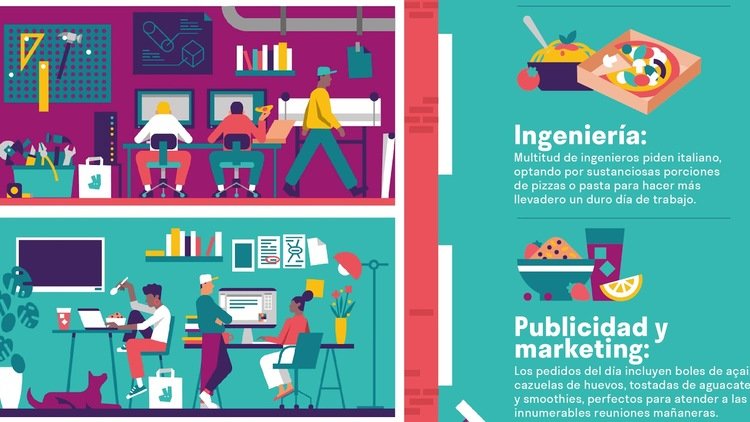 Ingeniería:
Multitud de ingenieros piden italiano,
optando por sustanciosas porciones
de pizzas o pasta para hacer más
llevadero un duro día de trabajo.
Publicidad y
marketing:
Los pedidos del día incluyen boles de açai
cazuelas de huevos, tostadas de aguacate
y smoothies, perfectos para atender a las
innumerables reuniones mañaneras.